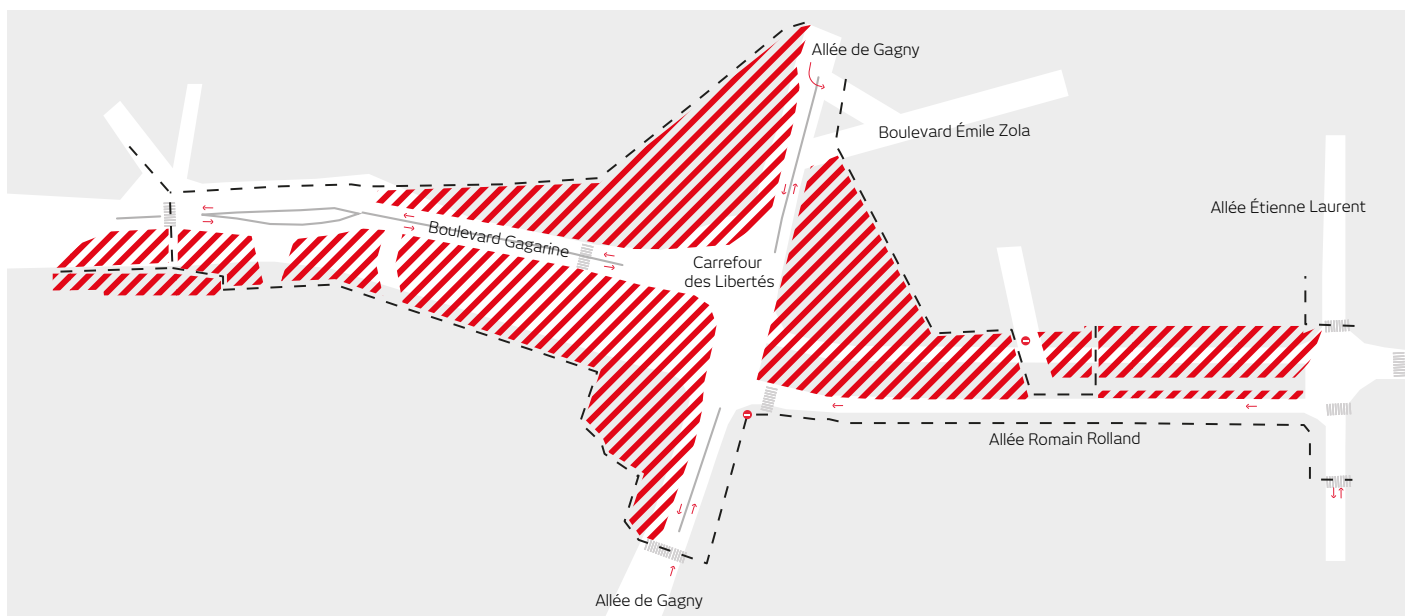 Allée de Gagny
Boulevard Émile Zola
Allée Étienne Laurent
Boulevard Gagarine
Carrefour
des Libertés
Allée Romain Rolland
Allée de Gagny